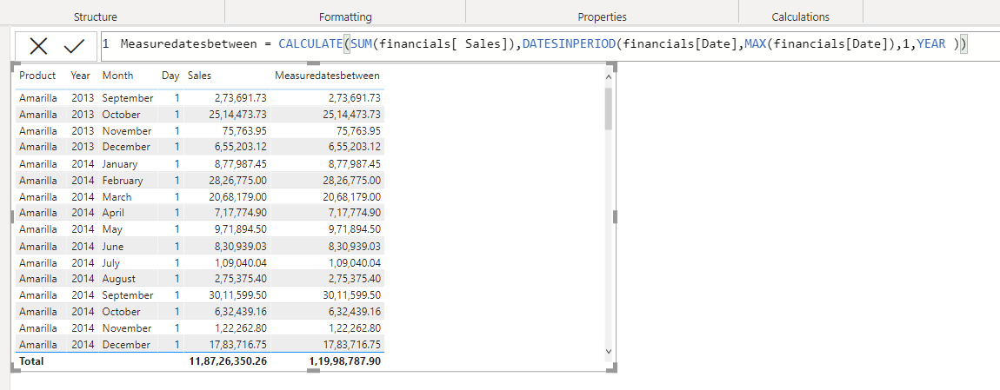 Structure Formatting Properties Calculations
1 Measuredatesbetween = CALCULATE(SUM(financials[ Sales]),DATESINPERIOD(financials[Date],MAX(financials[Date]),1,YEAR ))
Product Year Month Day Sales Measuredatesbetween
Amarilla 2013 September 1 2,73,691.73 2,73,691.73
Amarilla 2013 October 1 25,14,473.73 25,14,473.73
Amarilla 2013 November 1 75,763.95 75,763.95
Amarilla 2013 December 1 6,55,203.12 6,55,203.12
Amarilla 2014 January 1 8,77,987.45 8,77,987.45
Amarilla 2014 February 1 28,26,775.00 28,26,775.00
Amarilla 2014 March 1 20,68,179.00 20,68,179.00
Amarilla 2014 April 1 7,17,774.90 7,17,774.90
Amarilla 2014 May 1 9,71,894.50 9,71,894.50
Amarilla 2014 June 1 8,30,939.03 8,30,939.03
Amarilla 2014 July 1 1,09,040.04 1,09,040.04
Amarilla 2014 August 1 2,75,375.40 2,75,375.40
Amarilla 2014 September 1 30,11,599.50 30,11,599.50
Amarilla 2014 October 1 6,32,439.16 6,32,439.16
Amarilla 2014 November 1 1,22,262.80 1,22,262.80
Amarilla 2014 December 1 17,83,716.75 17,83,716.75
Total 11,87,26,350.26 1,19,98,787.90